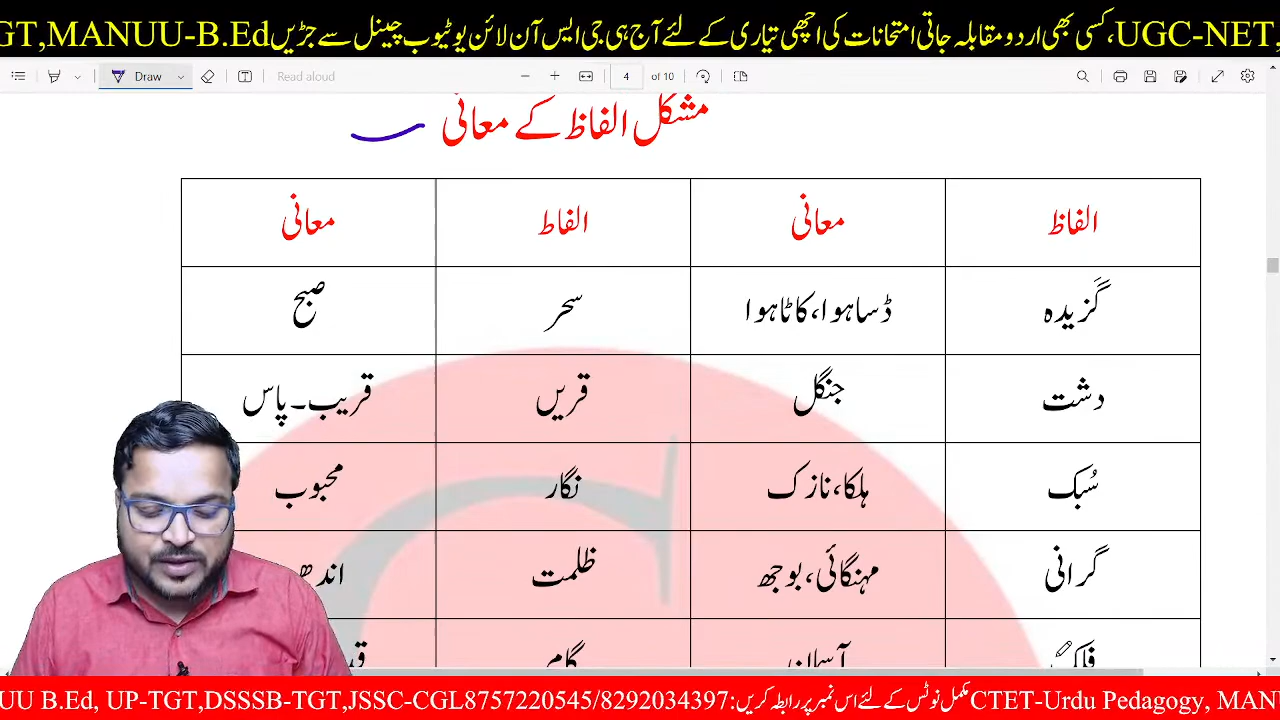 GT,MANUU-B.Ed کسی بھی اردو مقابلہ جاتی امتحانات کی اچھی تیاری کے لئے آج ہی جی ایس آن لائن یوٹیوب چینل سے جڑیں ،UGC-NET
Draw
Read aloud
4 of 10
مشکل الفاظ کے معانی
الفاظ معانی الفاط معانی
گَزیدہ ڈسا ہوا، کاٹا ہوا سحر صبح
دشت جنگل قریں قریب۔ پاس
سُبک ہلکا، نازک نگار محبوب
گرانی مہنگائی، بوجھ ظلمت
آسمان گام
UU B.Ed, UP-TGT,DSSSB-TGT,JSSC-CGL8757220545/8292034397:مکمل نوٹس کے لئے اس نمبر پر رابطہ کریں CTET-Urdu Pedagogy, MAN